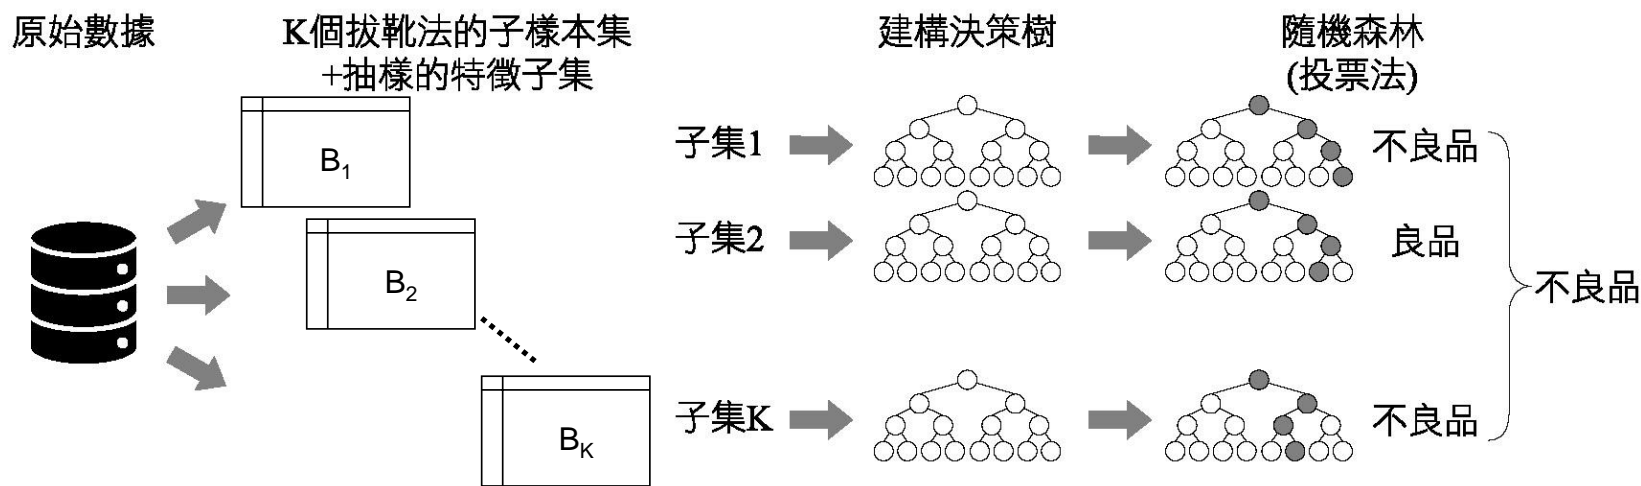 原始數據
K個拔靴法的子樣本集
+抽樣的特徵子集
建構決策樹
隨機森林
(投票法)
B1
B2
BK
子集1
不良品
子集2
良品
不良品
子集K
不良品